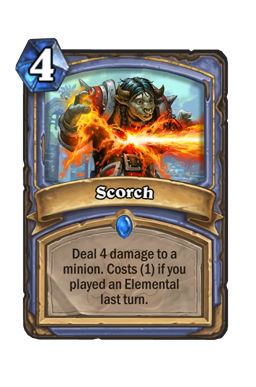 4
Scorch
Deal 4 damage to a
minion. Costs (1) if you
played an Elemental
last turn.